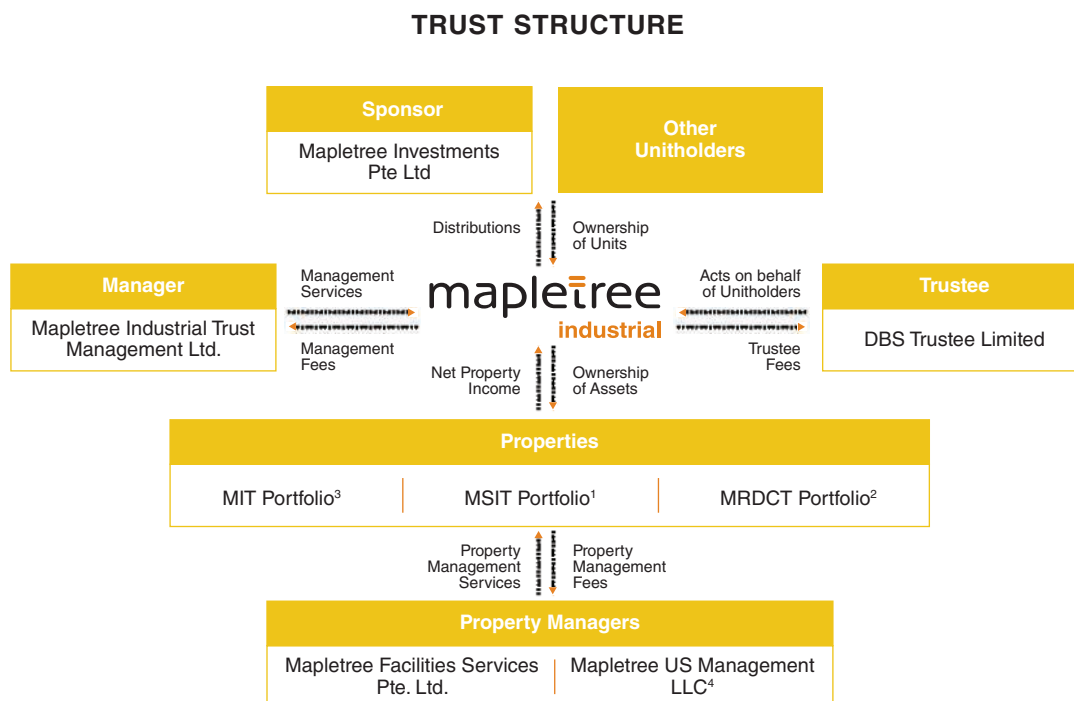 TRUST STRUCTURE
Sponsor
Mapletree Investments
Pte Ltd
Other
Unitholders
Distributions
Ownership
of Units
Manager
Mapletree Industrial Trust
Management Ltd.
Management
Services
Management
Fees
mapletree
industrial
Acts on behalf
of Unitholders
Trustee
Fees
Trustee
DBS Trustee Limited
Net Property
Income
Ownership
of Assets
Properties
MIT Portfolio³
MSIT Portfolio¹
MRDCT Portfolio²
Property
Management
Services
Property
Management
Fees
Property Managers
Mapletree Facilities Services
Pte. Ltd.
Mapletree US Management
LLC⁴